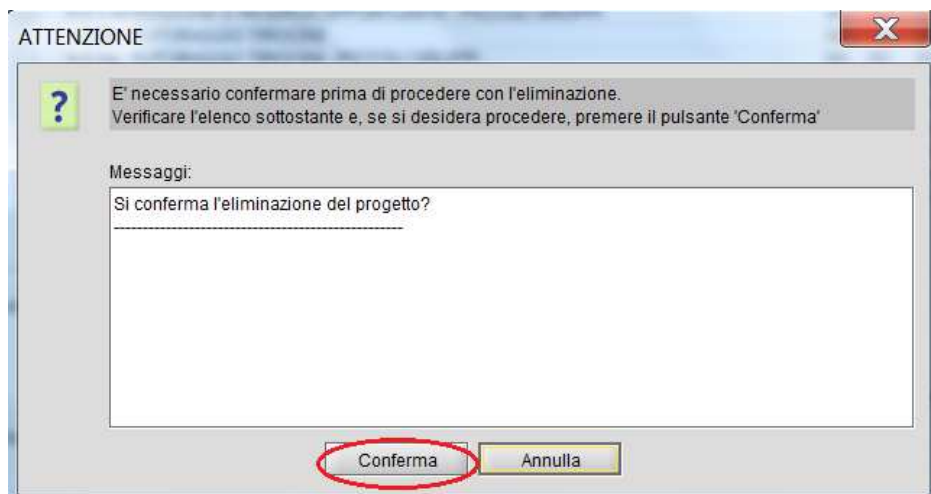 ATTENZIONE
E' necessario confermare prima di procedere con l'eliminazione.
Verificare l'elenco sottostante e, se si desidera procedere, premere il pulsante 'Conferma'
Messaggi:
Si conferma l'eliminazione del progetto?
--------------------------------------------------
Conferma
Annulla